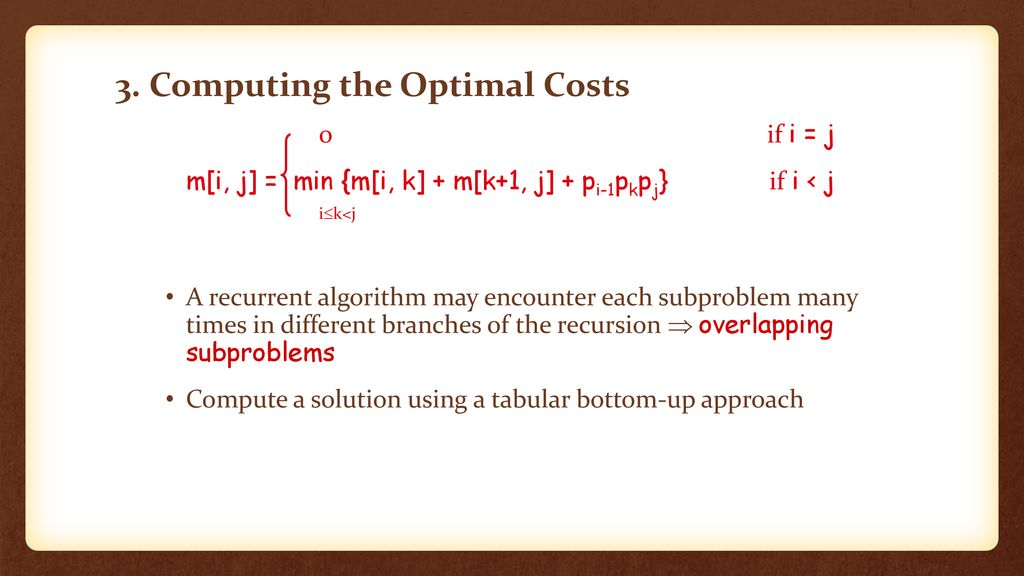 3. Computing the Optimal Costs
0 if i = j
m[i, j] = min {m[i, k] + m[k+1, j] + pi-1pkpj} if i < j
i≤k<j
• A recurrent algorithm may encounter each subproblem many
times in different branches of the recursion ⇒ overlapping
subproblems
• Compute a solution using a tabular bottom-up approach